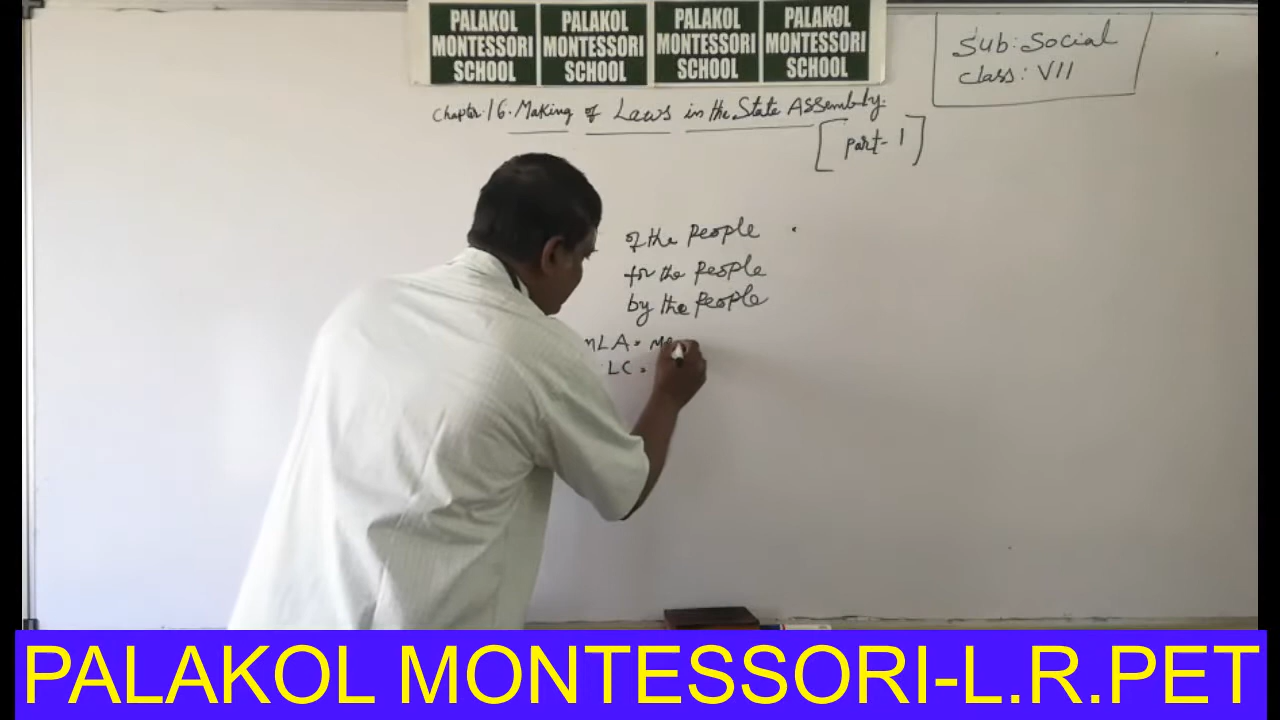 PALAKOL MONTESSORI SCHOOL
PALAKOL MONTESSORI SCHOOL
PALAKOL MONTESSORI SCHOOL
PALAKOL MONTESSORI SCHOOL
Sub: Social
Class: VII
Chapter: 16. Making of Laws in the State Assembly.
[Part-1]
of the People
for the People
by the People
MLA =
LC =
PALAKOL MONTESSORI-L.R.PET